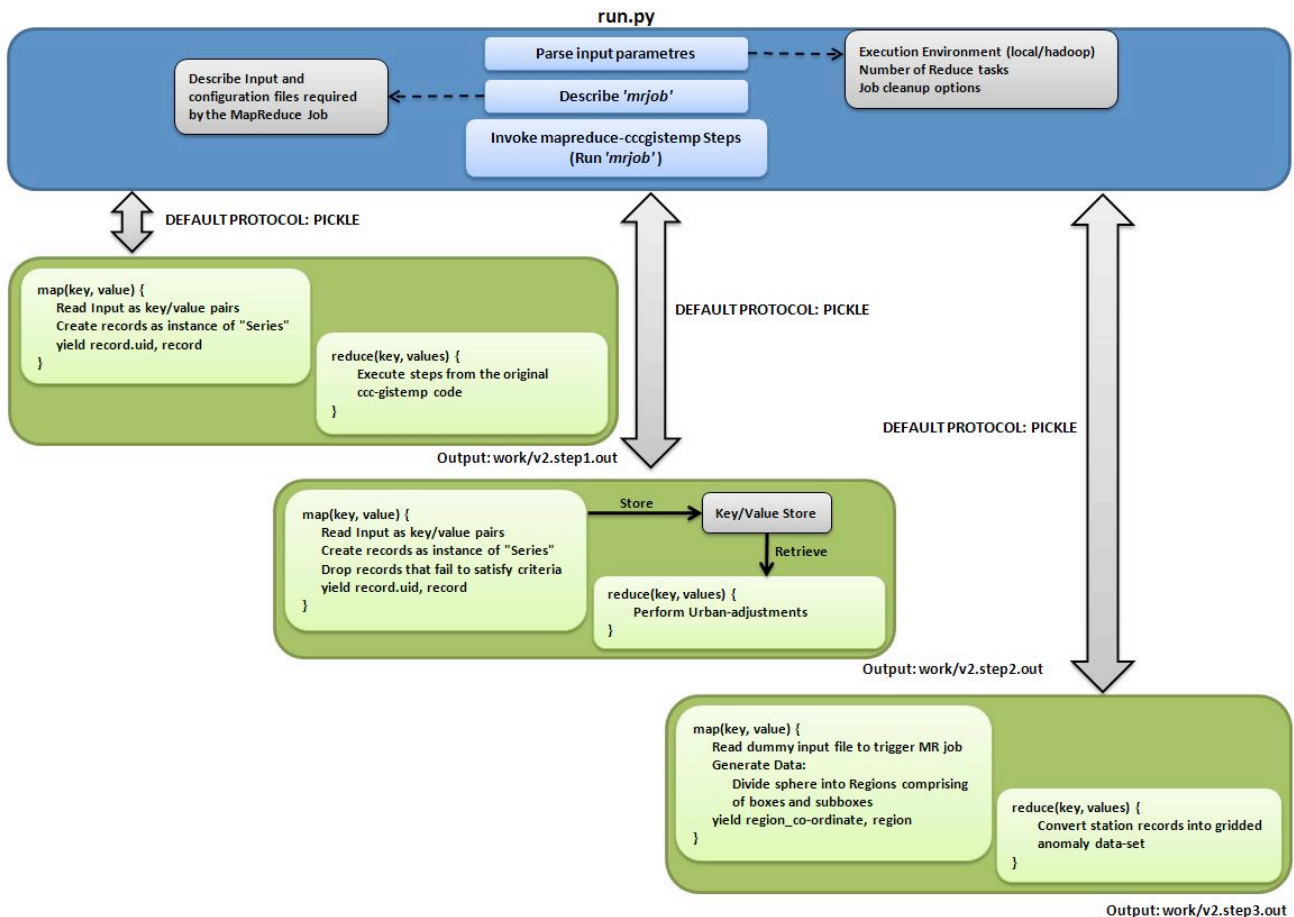 run.py
Parse input parametres
Execution Environment (local/hadoop)
Number of Reduce tasks
Job cleanup options
Describe Input and
configuration files required
by the MapReduce Job
Describe 'mrjob'
Invoke mapreduce-cccgistemp Steps
(Run 'mrjob' )
DEFAULT PROTOCOL: PICKLE
map(key, value) {
Read Input as key/value pairs
Create records as instance of "Series"
yield record.uid, record
}
reduce(key, values) {
Execute steps from the original
ccc-gistemp code
}
Output: work/v2.step1.out
DEFAULT PROTOCOL: PICKLE
map(key, value) {
Read Input as key/value pairs
Create records as instance of "Series"
Drop records that fail to satisfy criteria
yield record.uid, record
}
Store
Key/Value Store
Retrieve
reduce(key, values) {
Perform Urban-adjustments
}
Output: work/v2.step2.out
DEFAULT PROTOCOL: PICKLE
map(key, value) {
Read dummy input file to trigger MR job
Generate Data:
Divide sphere into Regions comprising
of boxes and subboxes
yield region_co-ordinate, region
}
reduce(key, values) {
Convert station records into gridded
anomaly data-set
}
Output: work/v2.step3.out